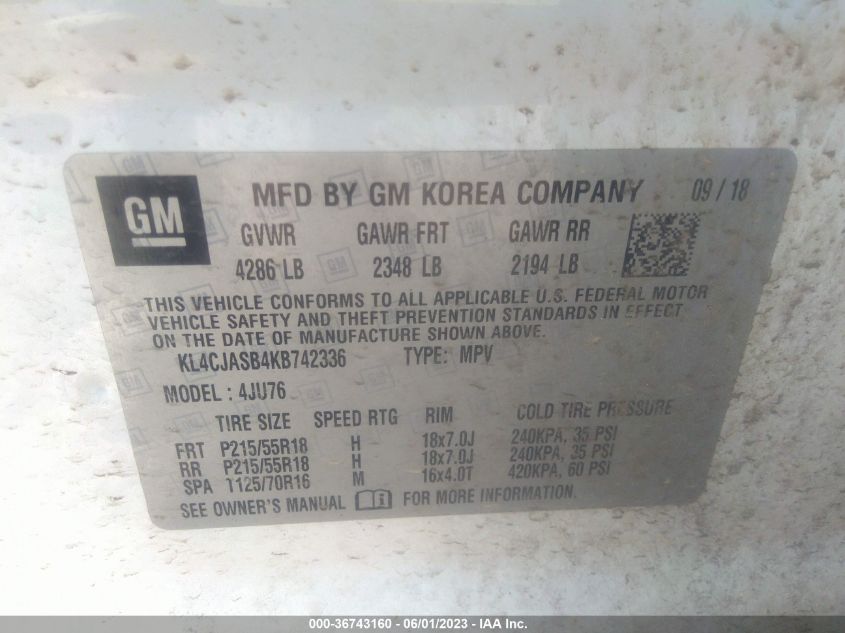 GM MFD BY GM KOREA COMPANY 09/18
GVWR GAWR FRT GAWR RR
4286 LB 2348 LB 2194 LB
THIS VEHICLE CONFORMS TO ALL APPLICABLE U.S. FEDERAL MOTOR
VEHICLE SAFETY AND THEFT PREVENTION STANDARDS IN EFFECT
ON THE DATE OF MANUFACTURE SHOWN ABOVE.
KL4CJASB4KB742336 TYPE: MPV
MODEL: 4JU76
TIRE SIZE SPEED RTG RIM COLD TIRE PRESSURE
FRT P215/55R18 H 18x7.0J 240KPA, 35 PSI
RR P215/55R18 H 18x7.0J 240KPA, 35 PSI
SPA T125/70R16 M 16x4.0T 420KPA, 60 PSI
SEE OWNER'S MANUAL FOR MORE INFORMATION.
000-36743160 - 06/01/2023 - IAA Inc.